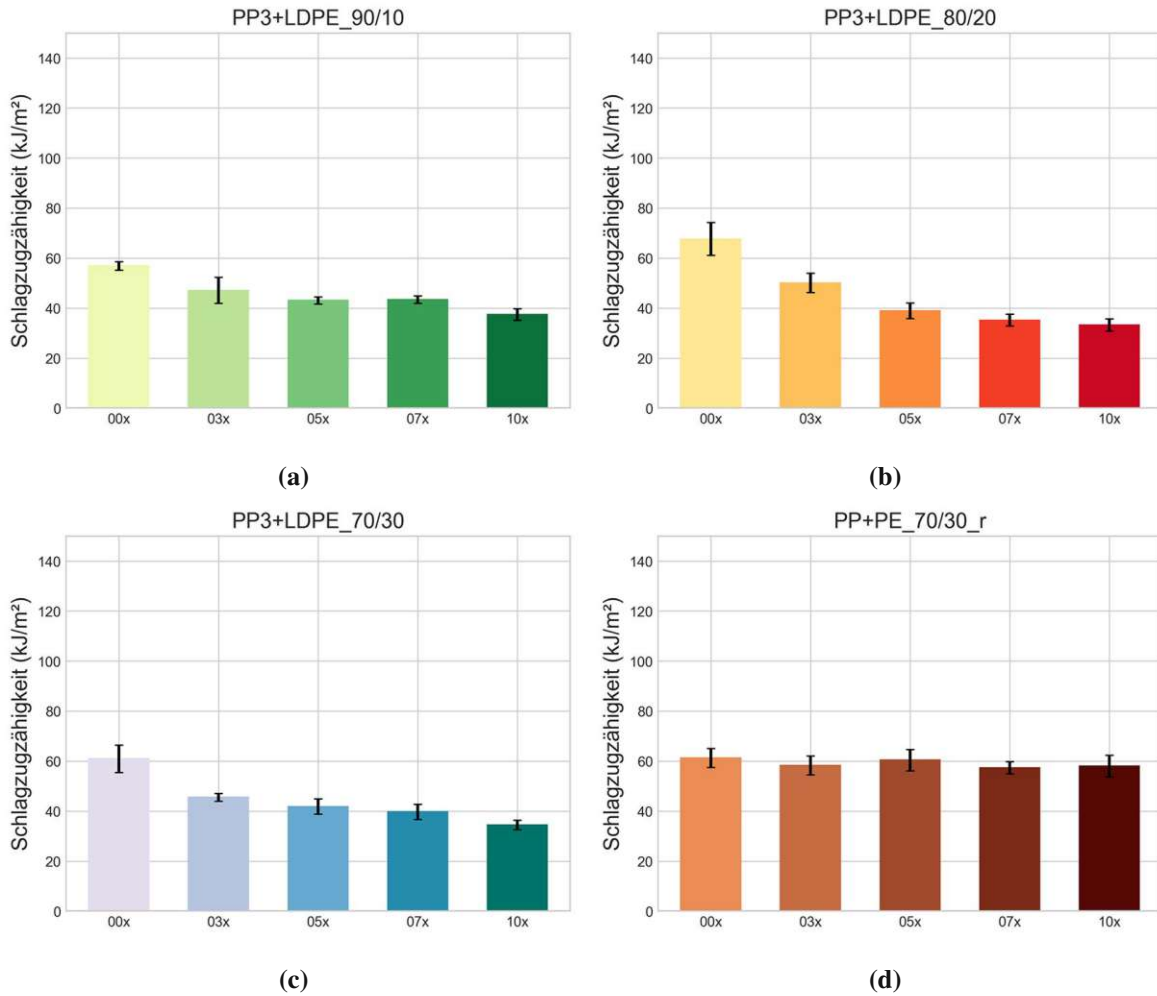 PP3+LDPE_90/10
Schlagzugzähigkeit (kJ/m²)
140
120
100
80
60
40
20
0
00x 03x 05x 07x 10x
(a)
PP3+LDPE_80/20
Schlagzugzähigkeit (kJ/m²)
140
120
100
80
60
40
20
0
00x 03x 05x 07x 10x
(b)
PP3+LDPE_70/30
Schlagzugzähigkeit (kJ/m²)
140
120
100
80
60
40
20
0
00x 03x 05x 07x 10x
(c)
PP+PE_70/30_r
Schlagzugzähigkeit (kJ/m²)
140
120
100
80
60
40
20
0
00x 03x 05x 07x 10x
(d)